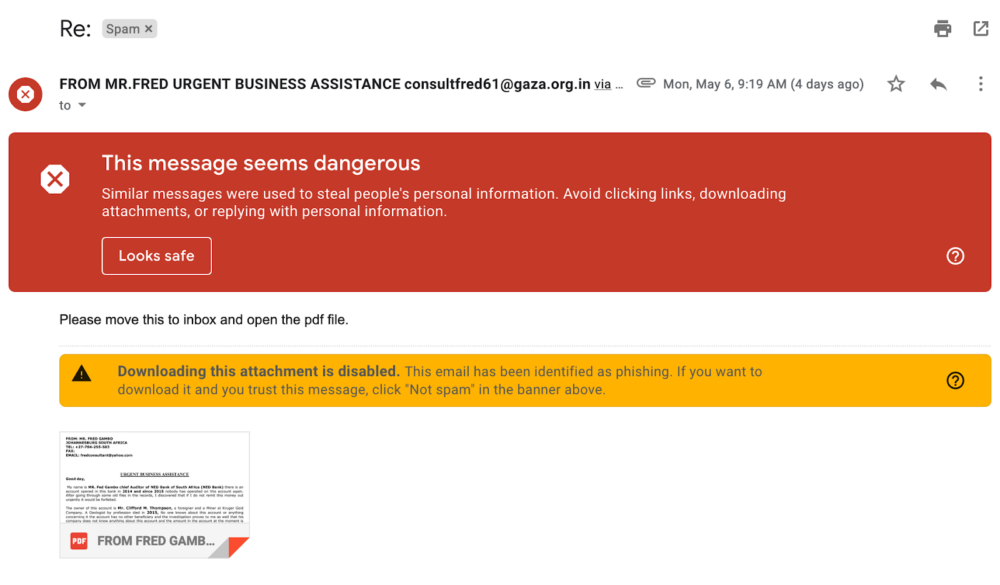 Re: Spam ×
FROM MR.FRED URGENT BUSINESS ASSISTANCE consultfred61@gaza.org.in via ... Mon, May 6, 9:19 AM (4 days ago)
to
This message seems dangerous
Similar messages were used to steal people's personal information. Avoid clicking links, downloading
attachments, or replying with personal information.
Looks safe
Please move this to inbox and open the pdf file.
Downloading this attachment is disabled. This email has been identified as phishing. If you want to
download it and you trust this message, click "Not spam" in the banner above.
FROM: MR. FRED GAMBO
JOHANNESBURG SOUTH AFRICA
TEL: +27-784-255-503
FAX:
EMAIL: fredconsultant@yahoo.com
URGENT BUSINESS ASSISTANCE
Good day,
My name is MR. Fed Gambo chief Auditor of NED Bank of South Africa (NED Bank) there is an
account opened in this bank in 2014 and since 2015 nobody has operated on this account again.
After going through some old files in the records, I discovered that if I do not remit this money out
urgently it would be forfeited.
The owner of this account is Mr. Clifford M. Thompson, a foreigner and a Miner at Kruger Gold
Company. A Geologist by profession died in 2015, No one knows about this account or anything
concerning it the account has no other beneficiary and the investigation proves to me as well that his
company does not know anything about this account and the amount in the account at the moment is
PDF FROM FRED GAMB...